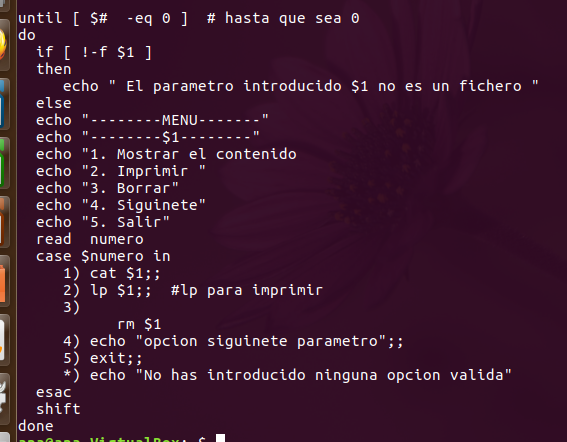 until [ $#  -eq 0 ]  # hasta que sea 0
do
  if [ !-f $1 ]
  then
     echo " El parametro introducido $1 no es un fichero "
  else
  echo "--------MENU-------"
  echo "--------$1--------"
  echo "1. Mostrar el contenido
  echo "2. Imprimir "
  echo "3. Borrar"
  echo "4. Siguinete"
  echo "5. Salir"
  read  numero
  case $numero in
     1) cat $1;;
     2) lp $1;;  #lp para imprimir
     3)
           rm $1
     4) echo "opcion siguinete parametro";;
     5) exit;;
     *) echo "No has introducido ninguna opcion valida"
  esac
  shift
done